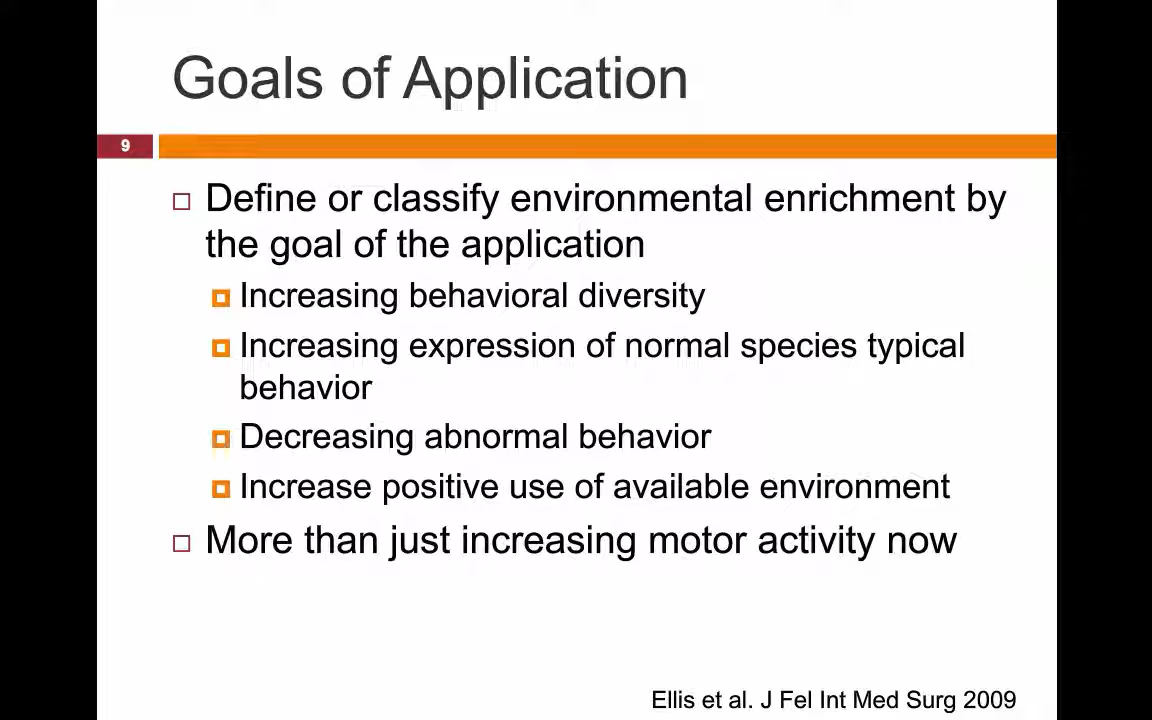 Goals of Application
9
Define or classify environmental enrichment by
the goal of the application
Increasing behavioral diversity
Increasing expression of normal species typical
behavior
Decreasing abnormal behavior
Increase positive use of available environment
More than just increasing motor activity now
Ellis et al. J Fel Int Med Surg 2009